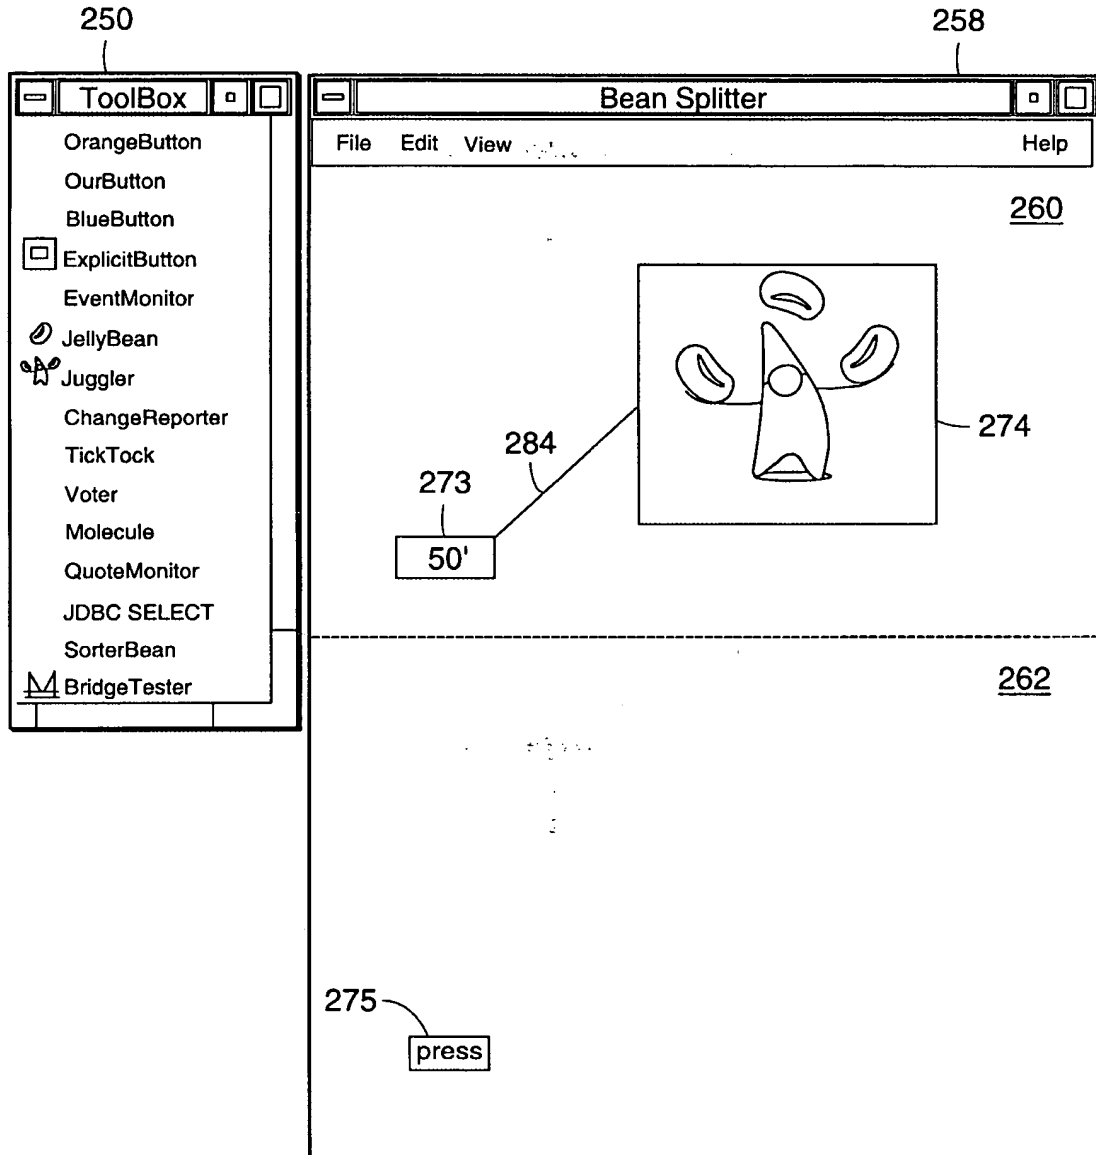 250
258
ToolBox
Bean Splitter
OrangeButton
OurButton
BlueButton
ExplicitButton
EventMonitor
JellyBean
Juggler
ChangeReporter
TickTock
Voter
Molecule
QuoteMonitor
JDBC SELECT
SorterBean
BridgeTester
File Edit View Help
260
274
284
273
50'
262
275
press